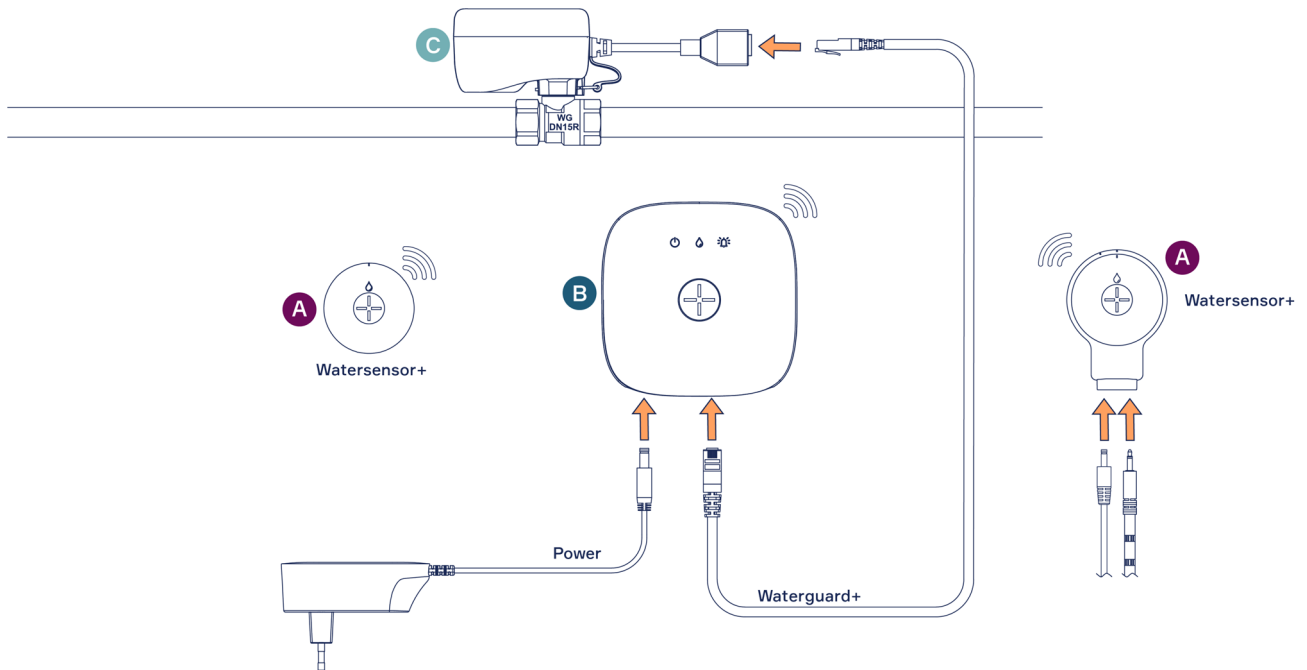 C
WG
DN15R
B
A
Watersensor+
A
Watersensor+
Power
Waterguard+